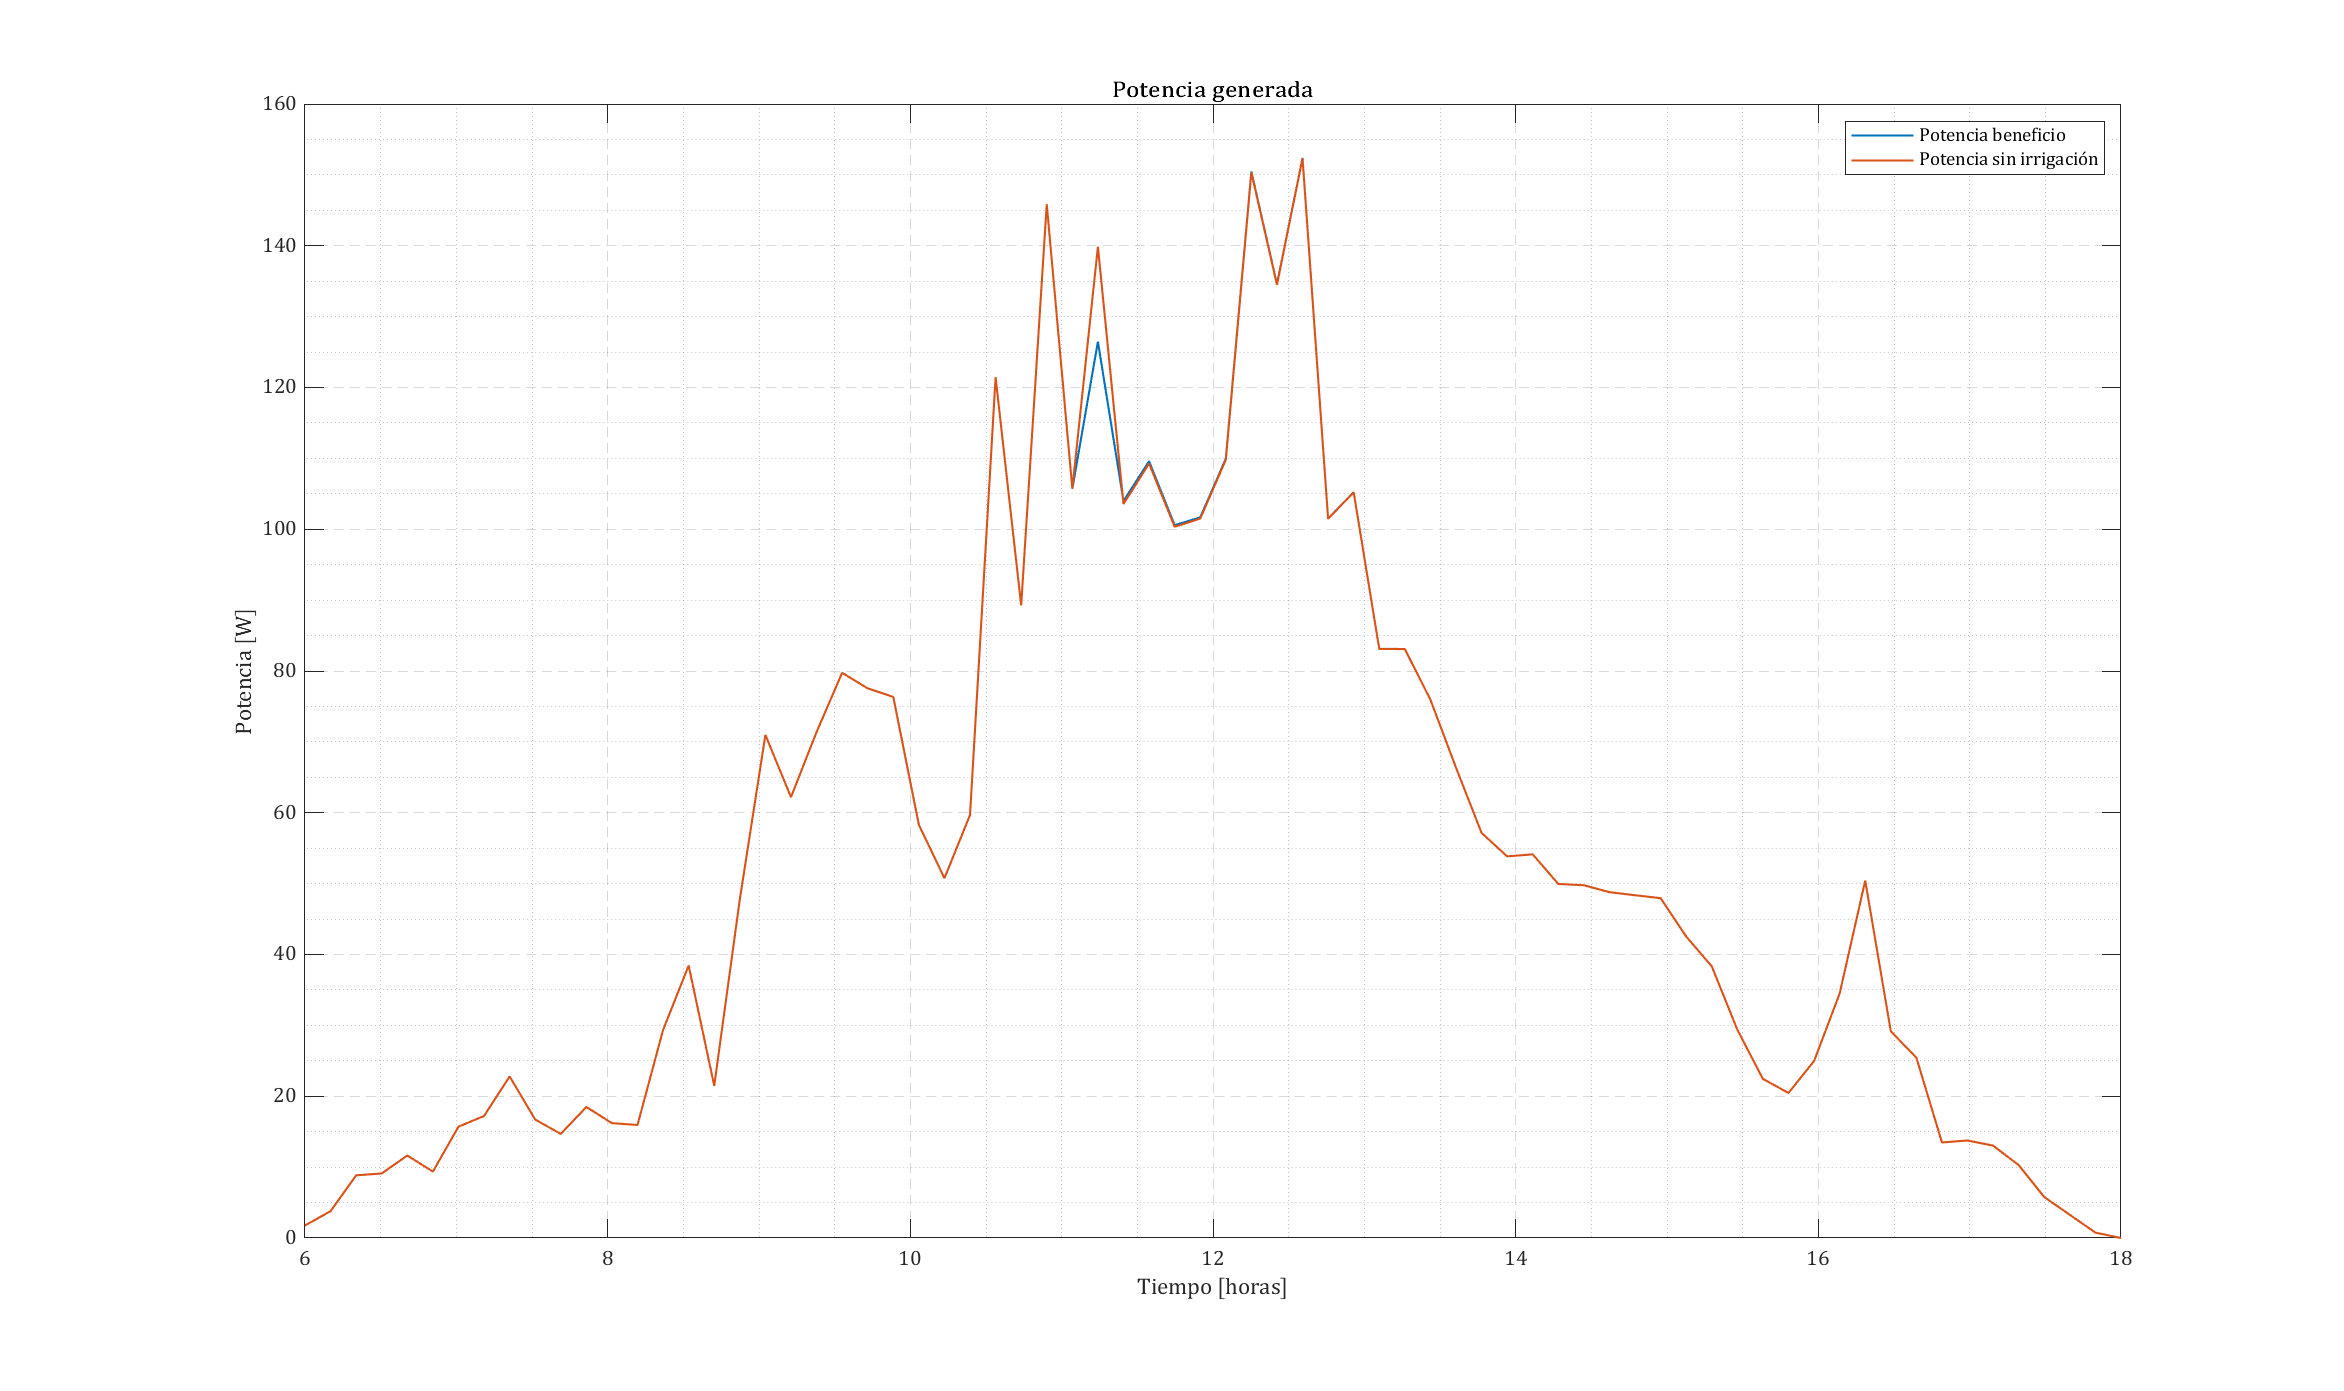 Potencia generada
160
140
120
100
80
60
40
20
0
Potencia [W]
6 8 10 12 14 16 18
Tiempo [horas]
Potencia beneficio
Potencia sin irrigación